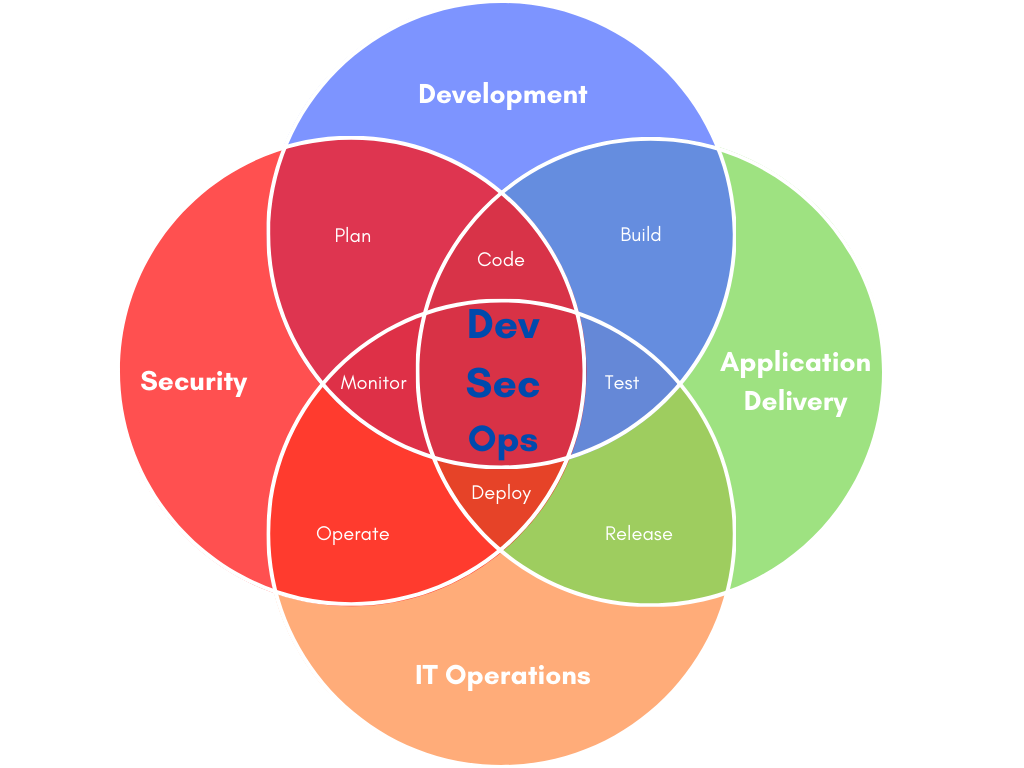 Development
Plan
Build
Code
Dev
Sec
Ops
Security
Monitor
Test
Application
Delivery
Deploy
Operate
Release
IT Operations